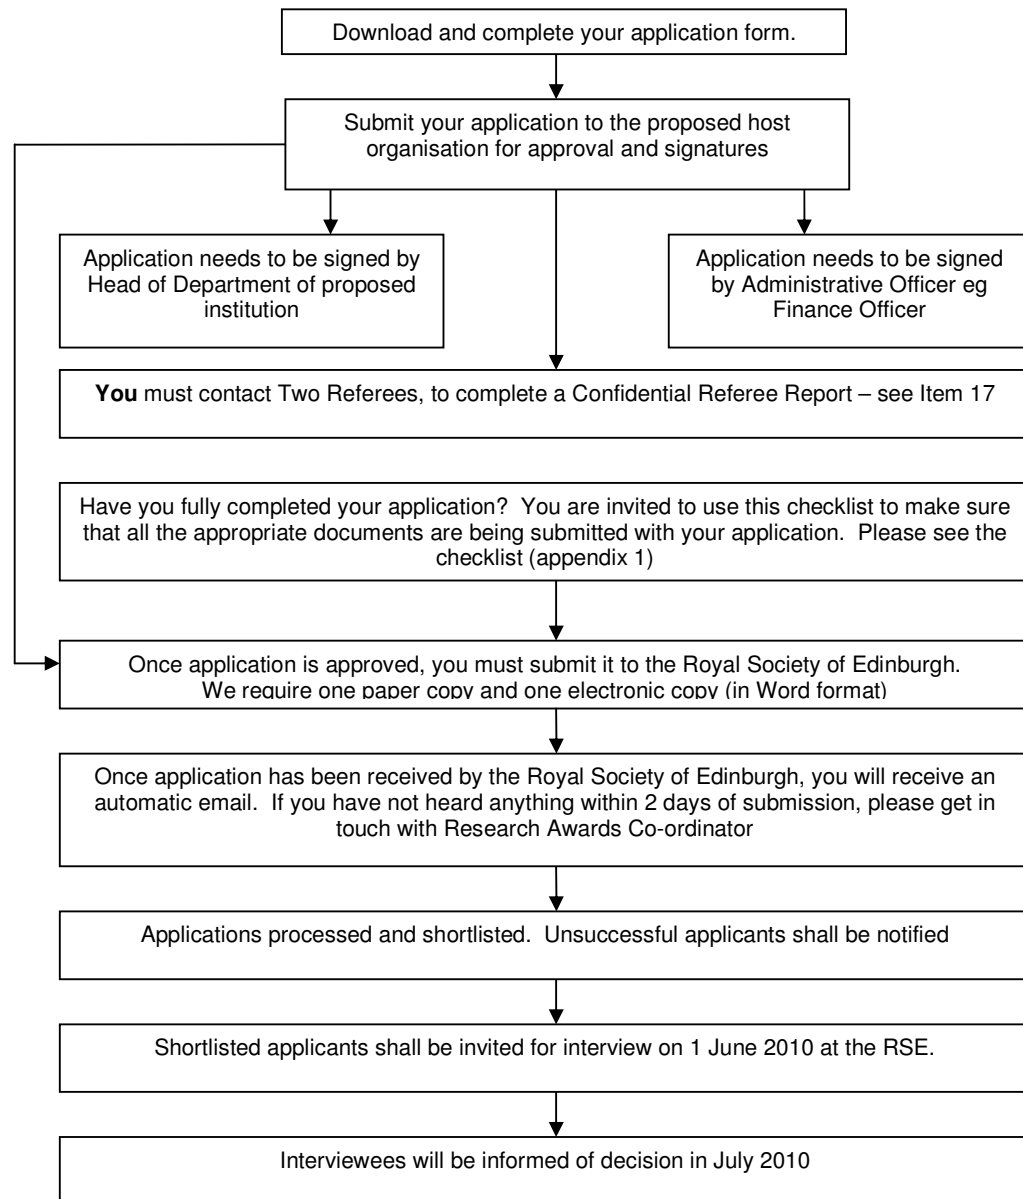 Download and complete your application form.
Submit your application to the proposed host
organisation for approval and signatures
Application needs to be signed by
Head of Department of proposed
institution
Application needs to be signed
by Administrative Officer eg
Finance Officer
You must contact Two Referees, to complete a Confidential Referee Report – see Item 17
Have you fully completed your application?  You are invited to use this checklist to make sure
that all the appropriate documents are being submitted with your application.  Please see the
checklist (appendix 1)
Once application is approved, you must submit it to the Royal Society of Edinburgh.
We require one paper copy and one electronic copy (in Word format)
Once application has been received by the Royal Society of Edinburgh, you will receive an
automatic email.  If you have not heard anything within 2 days of submission, please get in
touch with Research Awards Co-ordinator
Applications processed and shortlisted.  Unsuccessful applicants shall be notified
Shortlisted applicants shall be invited for interview on 1 June 2010 at the RSE.
Interviewees will be informed of decision in July 2010